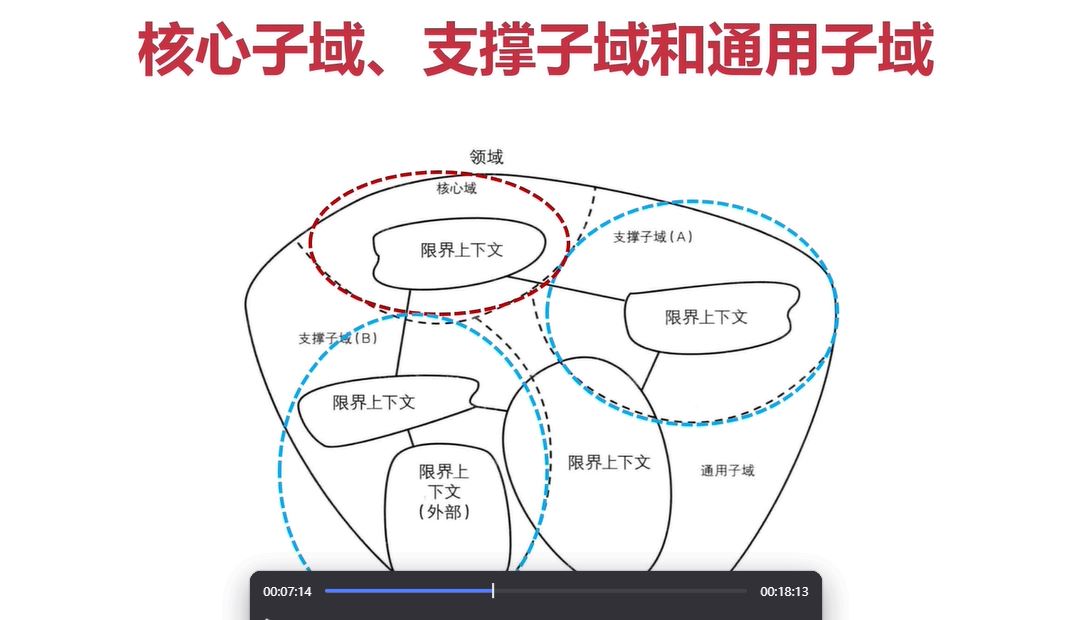 核心子域、支撑子域和通用子域
领域
核心域
限界上下文
支撑子域(A)
限界上下文
支撑子域(B)
限界上下文
限界上下文
通用子域
限界上
下文
(外部)
00:07:14
00:18:13